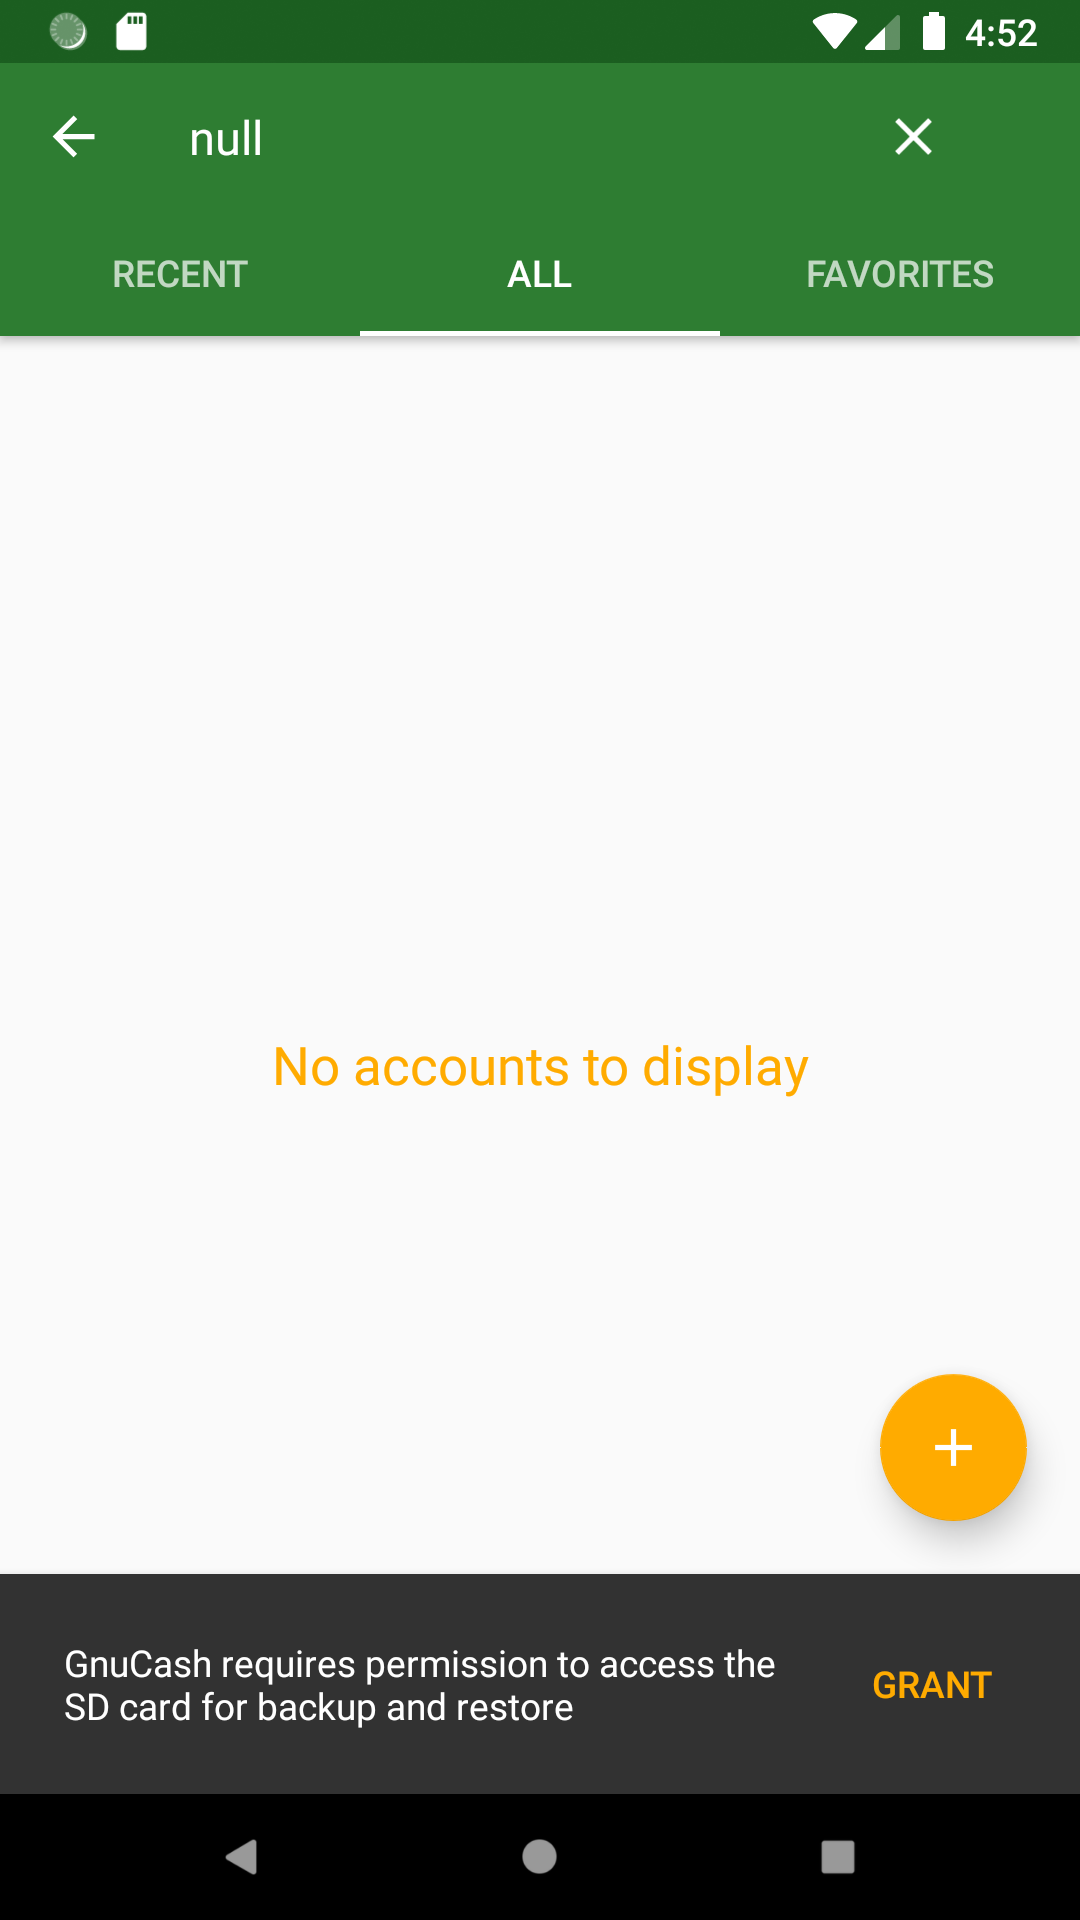 4:52
null
RECENT
ALL
FAVORITES
No accounts to display
GnuCash requires permission to access the
SD card for backup and restore
GRANT